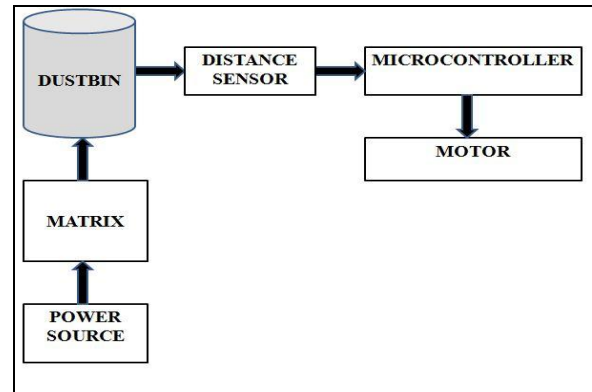 DUSTBIN
DISTANCE
SENSOR
MICROCONTROLLER
MOTOR
MATRIX
POWER
SOURCE